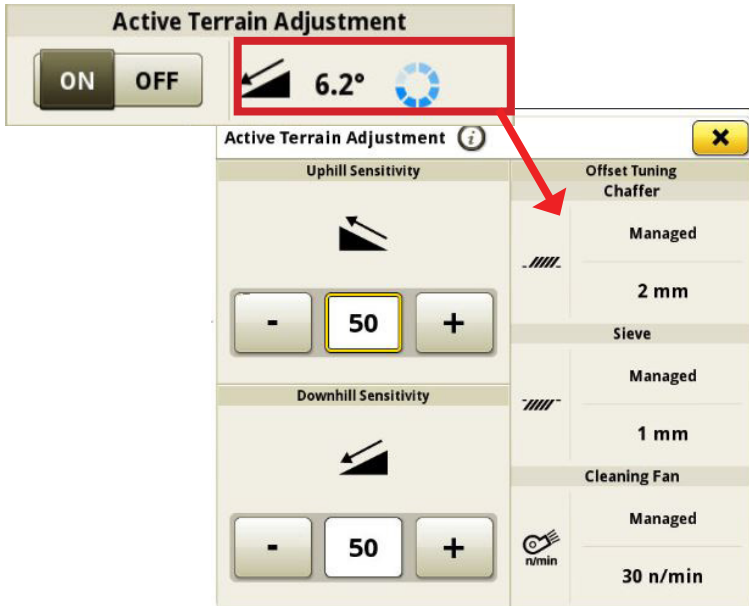 Active Terrain Adjustment
ON OFF 6.2°
Active Terrain Adjustment i
Uphill Sensitivity
- 50 +
Downhill Sensitivity
- 50 +
Offset Tuning
Chaffer
Managed
2 mm
Sieve
Managed
1 mm
Cleaning Fan
Managed
n/min
30 n/min